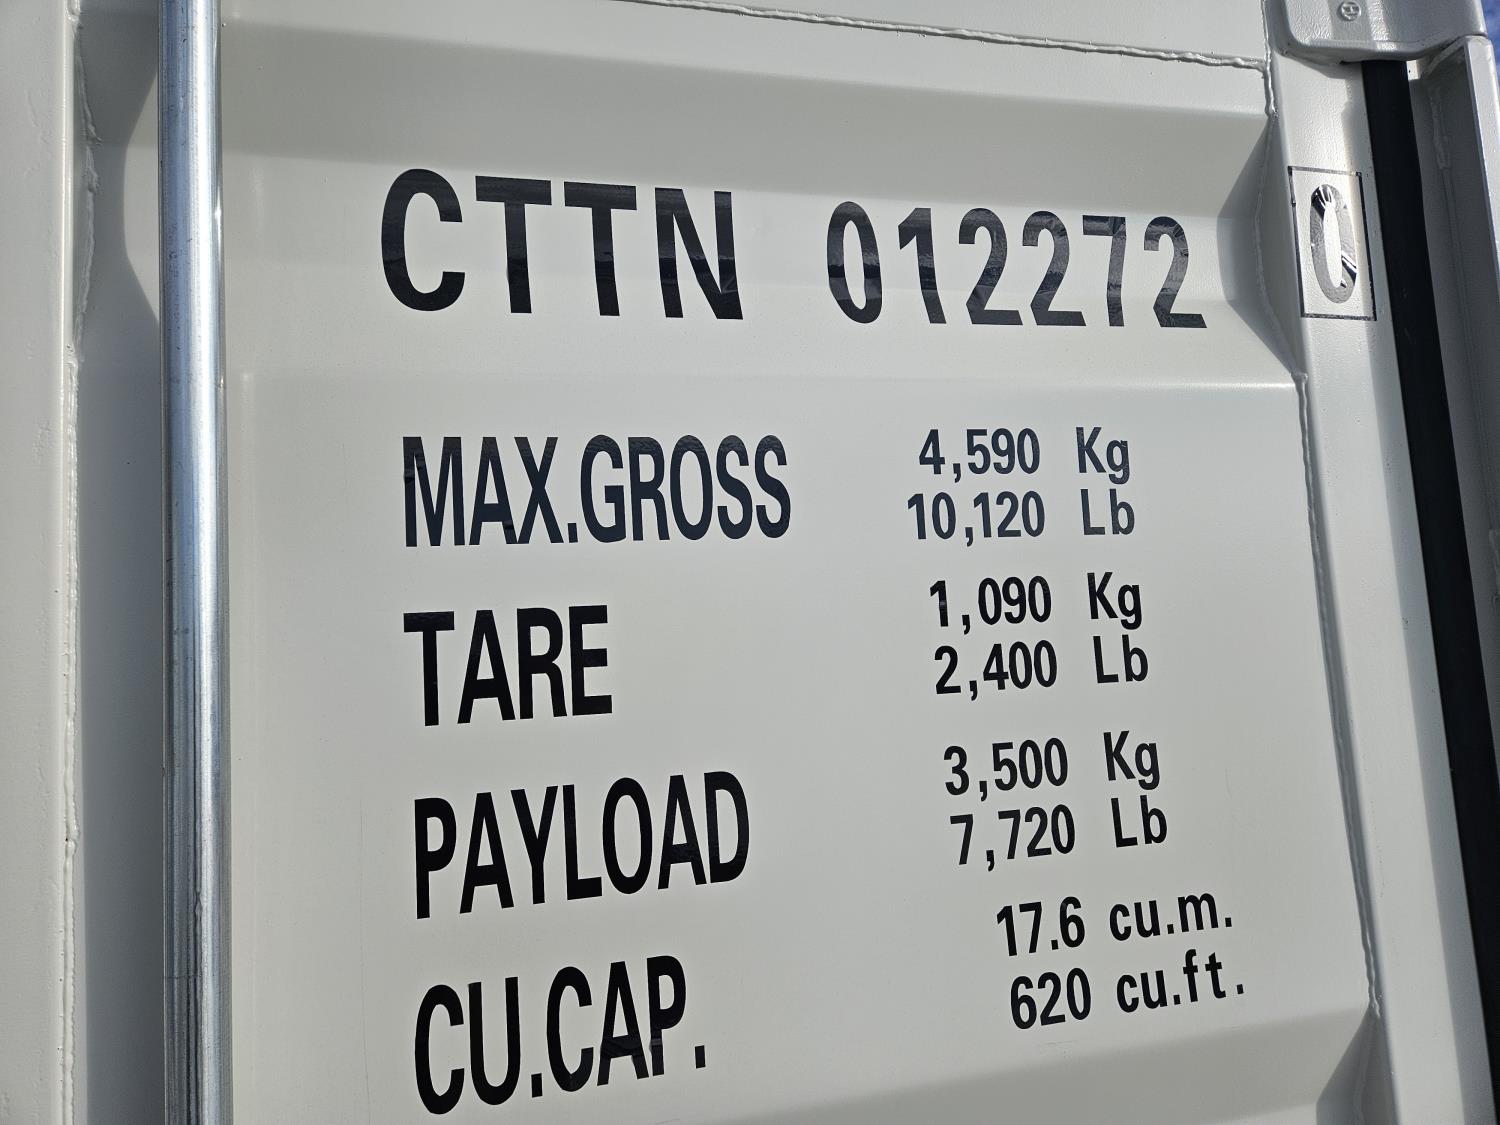 CTTN 012272 0
MAX.GROSS 4,590 Kg
10,120 Lb
TARE 1,090 Kg
2,400 Lb
PAYLOAD 3,500 Kg
7,720 Lb
CU.CAP. 17.6 cu.m.
620 cu.ft.